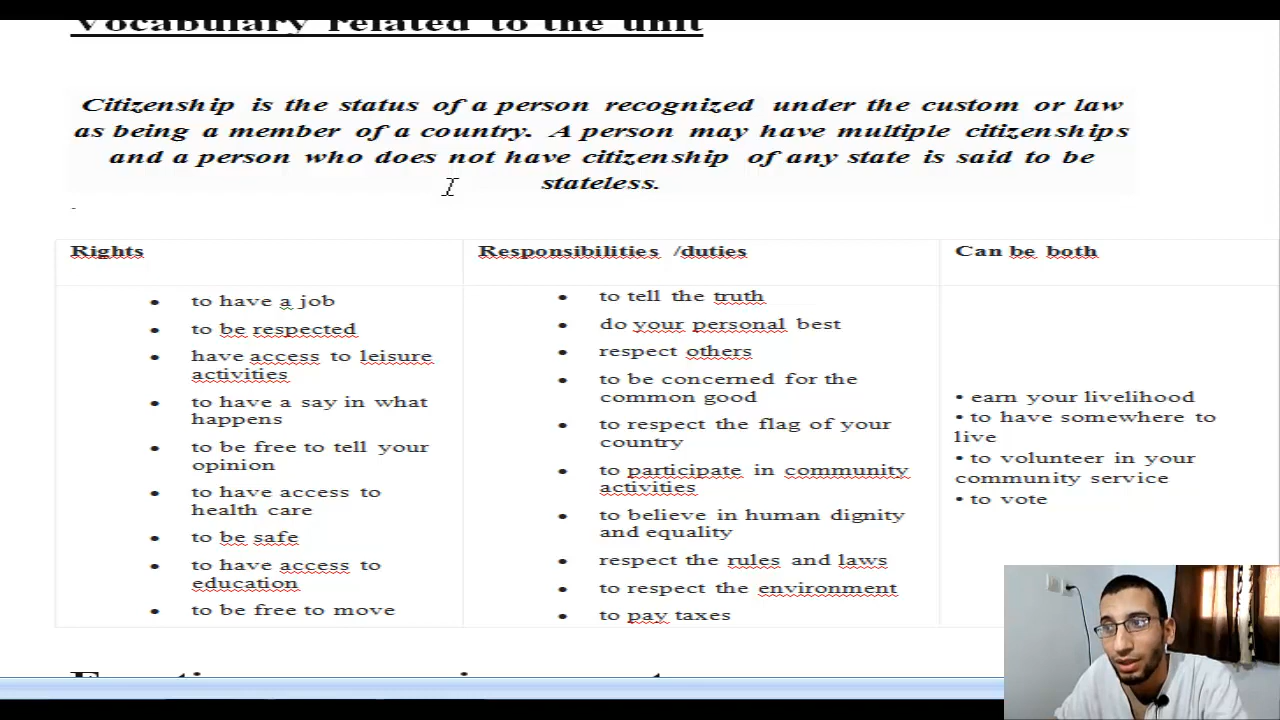 Vocabulary related to the unit
Citizenship is the status of a person recognized under the custom or law
as being a member of a country. A person may have multiple citizenships
and a person who does not have citizenship of any state is said to be
stateless.
Rights
• to have a job
• to be respected
• have access to leisure
activities
• to have a say in what
happens
• to be free to tell your
opinion
• to have access to
health care
• to be safe
• to have access to
education
• to be free to move
Responsibilities /duties
• to tell the truth
• do your personal best
• respect others
• to be concerned for the
common good
• to respect the flag of your
country
• to participate in community
activities
• to believe in human dignity
and equality
• respect the rules and laws
• to respect the environment
• to pay taxes
Can be both
• earn your livelihood
• to have somewhere to
live
• to volunteer in your
community service
• to vote